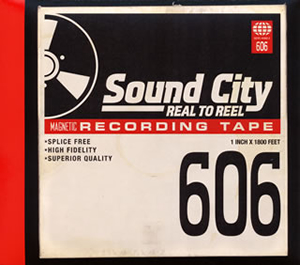 606
Sound City
REAL TO REEL
MAGNETIC RECORDING TAPE
•SPLICE FREE
•HIGH FIDELITY
•SUPERIOR QUALITY
1 INCH X 1800 FEET
606